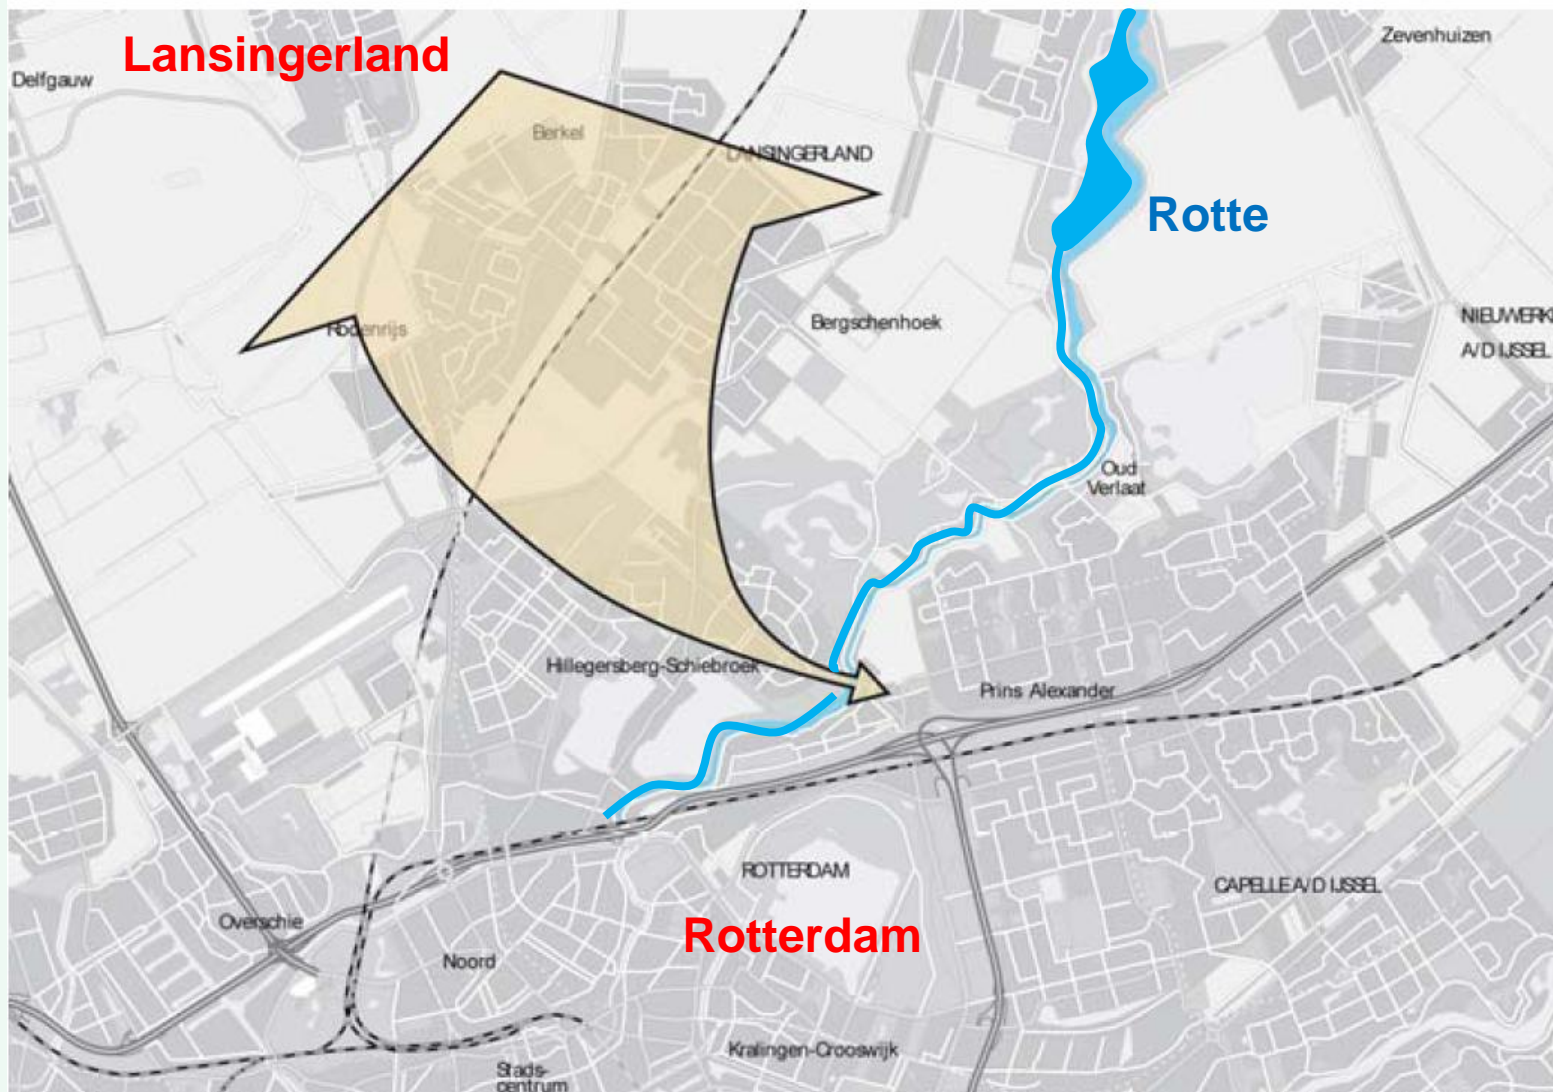 Zevenhuizen
Lansingerland
Delfgauw
Berkel
LANSINGERLAND
Rotte
Rodenrijs
Bergschenhoek
NIEUWERK
A/D IJSSEL
Oud
Verlaat
Hillegersberg-Schiebroek
Prins Alexander
ROTTERDAM
CAPELLE A/D IJSSEL
Overschie
Rotterdam
Noord
Kralingen-Crooswijk
Stads-
centrum